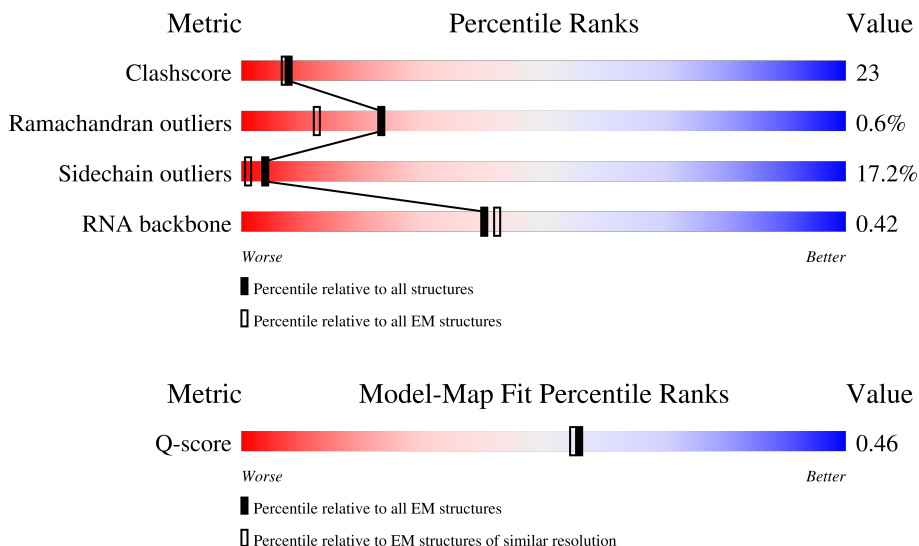 Metric Percentile Ranks Value
Clashscore 23
Ramachandran outliers 0.6%
Sidechain outliers 17.2%
RNA backbone 0.42
Worse Better
Percentile relative to all structures
Percentile relative to all EM structures
Metric Model-Map Fit Percentile Ranks Value
Q-score 0.46
Worse Better
Percentile relative to all EM structures
Percentile relative to EM structures of similar resolution